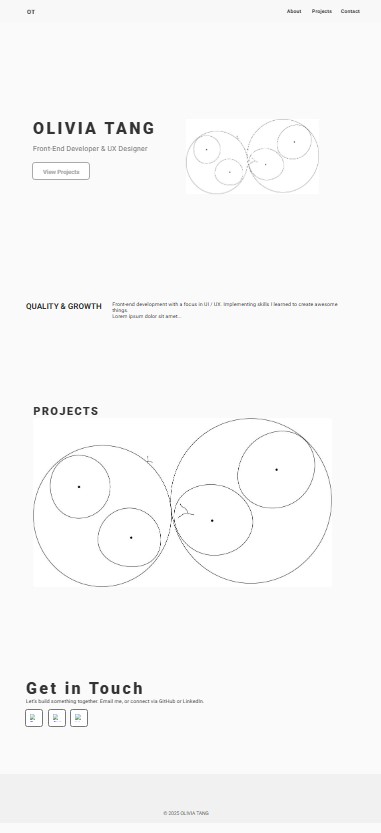 OT
About Projects Contact
OLIVIA TANG
Front-End Developer & UX Designer
View Projects
QUALITY & GROWTH
Front-end development with a focus in UI / UX. Implementing skills I learned to create awesome
things.
Lorem ipsum dolor sit amet...
PROJECTS
Get in Touch
Let's build something together. Email me, or connect via GitHub or LinkedIn.
© 2025 OLIVIA TANG